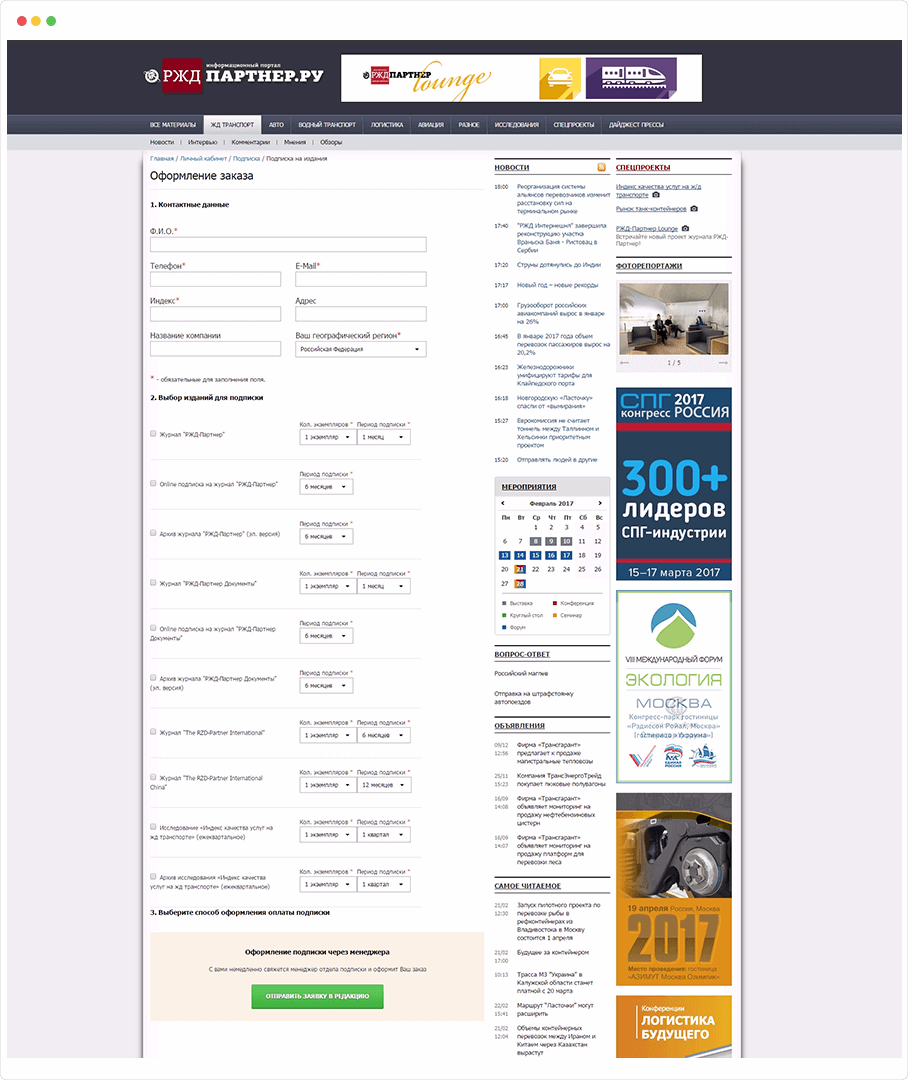 информационный портал
РЖД ПАРТНЕР.РУ
РЖД ПАРТНЕР lounge
ВСЕ МАТЕРИАЛЫ ЖД ТРАНСПОРТ АВТО ВОДНЫЙ ТРАНСПОРТ ЛОГИСТИКА АВИАЦИЯ РАЗНОЕ ИССЛЕДОВАНИЯ СПЕЦПРОЕКТЫ ДАЙДЖЕСТ ПРЕССЫ
Новости | Интервью | Комментарии | Мнения | Обзоры
Главная / Личный кабинет / Подписка / Подписка на издания
Оформление заказа
1. Контактные данные
Ф.И.О.*
Телефон* E-Mail*
Индекс* Адрес
Название компании Ваш географический регион*
Российская Федерация
* - обязательные для заполнения поля.
2. Выбор изданий для подписки
Кол. экземпляров * Период подписки *
Журнал "РЖД-Партнер" 1 экземпляр 1 месяц
Период подписки *
Online подписка на журнал "РЖД-Партнер" 6 месяцев
Период подписки *
Архив журнала "РЖД-Партнер" (эл. версия) 6 месяцев
Кол. экземпляров * Период подписки *
Журнал "РЖД-Партнер Документы" 1 экземпляр 1 месяц
Период подписки *
Online подписка на журнал "РЖД-Партнер
Документы" 6 месяцев
Период подписки *
Архив журнала "РЖД-Партнер Документы"
(эл. версия) 6 месяцев
Кол. экземпляров * Период подписки *
Журнал "The RZD-Partner International" 1 экземпляр 6 месяцев
Кол. экземпляров * Период подписки *
Журнал "The RZD-Partner International
China" 1 экземпляр 12 месяцев
Кол. экземпляров * Период подписки *
Исследование «Индекс качества услуг на
жд транспорте» (ежеквартальное) 1 экземпляр 1 квартал
Кол. экземпляров * Период подписки *
Архив исследования «Индекс качества
услуг на жд транспорте» (ежеквартальное) 1 экземпляр 1 квартал
3. Выберите способ оформления оплаты подписки
Оформление подписки через менеджера
С вами немедленно свяжется менеджер отдела подписки и оформит Ваш заказ
ОТПРАВИТЬ ЗАЯВКУ В РЕДАКЦИЮ
НОВОСТИ
18:00 Реорганизация системы
альянсов перевозчиков изменит
расстановку сил на
терминальном рынке
17:40 "РЖД Интернешнл" завершила
реконструкцию участка
Враньска Баня - Ристовац в
Сербии
17:20 Струны дотянулись до Индии
17:17 Новый год – новые рекорды
17:00 Грузооборот российских
авиакомпаний вырос в январе
на 26%
16:45 В январе 2017 года объем
перевозок пассажиров вырос на
20,2%
16:23 Железнодорожники
унифицируют тарифы для
Клайпедского порта
16:18 Новгородскую «Ласточку»
спасли от «вымирания»
15:27 Еврокомиссия не считает
тоннель между Таллинном и
Хельсинки приоритетным
проектом
15:20 Отправлять людей в другие
МЕРОПРИЯТИЯ
Февраль 2017
Пн Вт Ср Чт Пт Сб Вс
1 2 3 4 5
6 7 8 9 10 11 12
13 14 15 16 17 18 19
20 21 22 23 24 25 26
27 28
Выставка Конференция
Круглый стол Семинар
Форум
ВОПРОС-ОТВЕТ
Российский маглев
Отправка на штрафстоянку
автопоездов
ОБЪЯВЛЕНИЯ
09/12 12:56 Фирма «Трансгарант»
предлагает к продаже
магистральные тепловозы
25/11 15:23 Компания ТрансЭнергоТрейд
покупает люковые полувагоны
16/09 14:08 Фирма «Трансгарант»
объявляет мониторинг на
продажу нефтебензиновых
цистерн
16/09 14:07 Фирма «Трансгарант»
объявляет мониторинг на
продажу платформ для
перевозки леса
САМОЕ ЧИТАЕМОЕ
21/02 12:30 Запуск пилотного проекта по
перевозке рыбы в
рефконтейнерах из
Владивостока в Москву
состоится 1 апреля
21/02 17:00 Будущее за контейнером
10:13 Трасса М3 "Украина" в
Калужской области станет
платной с 20 марта
22/02 15:41 Маршрут "Ласточки" могут
расширить
21/02 12:04 Объемы контейнерных
перевозок между Ираном и
Китаем через Казахстан
вырастут
СПЕЦПРОЕКТЫ
Индекс качества услуг на ж/д
транспорте
Рынок танк-контейнеров
РЖД-Партнер Lounge
Встречайте новый проект журнала РЖД-
Партнер!
ФОТОРЕПОРТАЖИ
1 / 5
СПГ 2017
конгресс РОССИЯ
300+
лидеров
СПГ-индустрии
15–17 марта 2017
VIII МЕЖДУНАРОДНЫЙ ФОРУМ
ЭКОЛОГИЯ
МОСКВА
Конгресс-парк гостиницы
«Рэдиссон Ройал, Москва»
(гостиница «Украина»)
ЕДИНАЯ
РОССИЯ
19 апреля Россия, Москва
2017
Место проведения: гостиница
«АЗИМУТ Москва Олимпик»
Конференции
ЛОГИСТИКА
БУДУЩЕГО